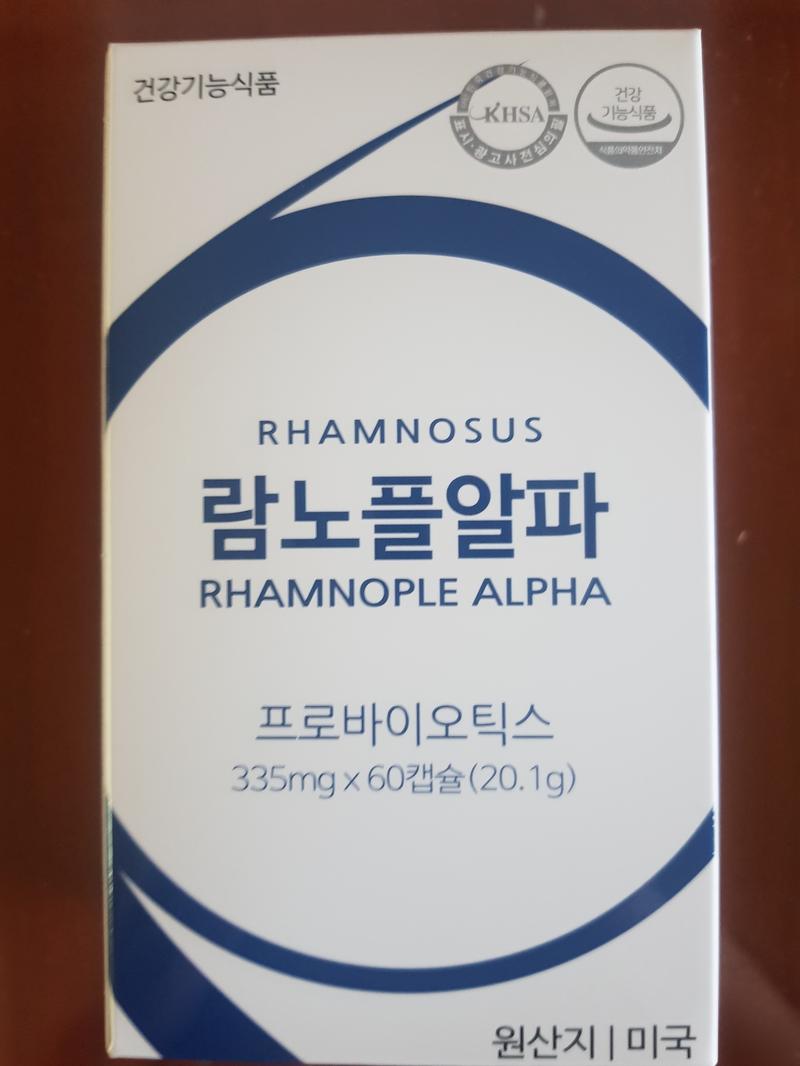 건강기능식품
KHSA
표시·광고사전심의필
건강
기능식품
식품의약품안전처
RHAMNOSUS
람노플알파
RHAMNOPLE ALPHA
프로바이오틱스
335mg x 60캡슐(20.1g)
원산지 | 미국